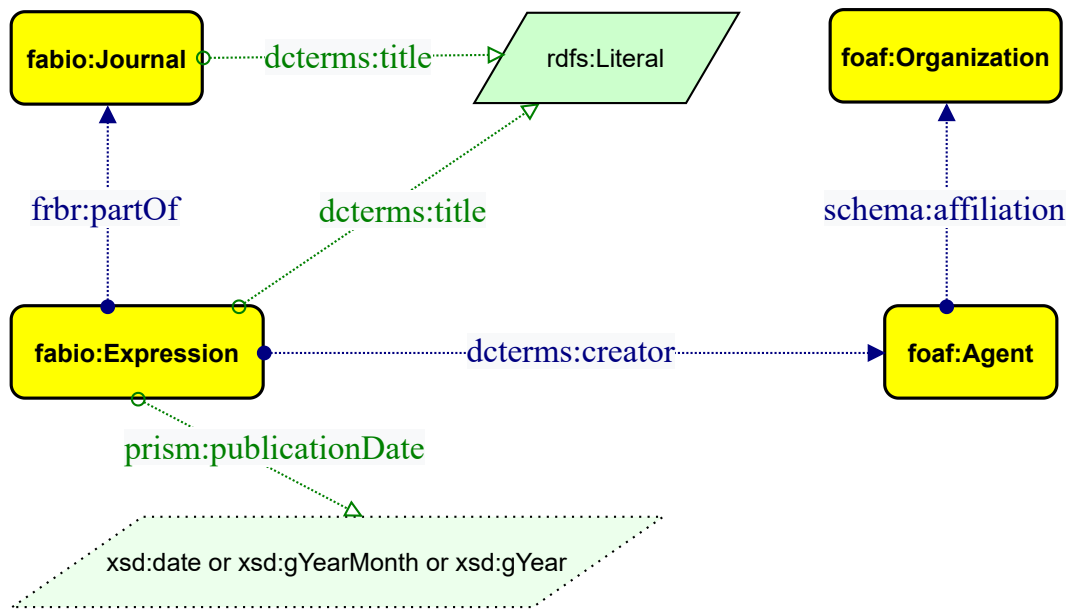 fabio:Journal
dcterms:title
rdfs:Literal
foaf:Organization
frbr:partOf
dcterms:title
schema:affiliation
fabio:Expression
dcterms:creator
foaf:Agent
prism:publicationDate
xsd:date or xsd:gYearMonth or xsd:gYear